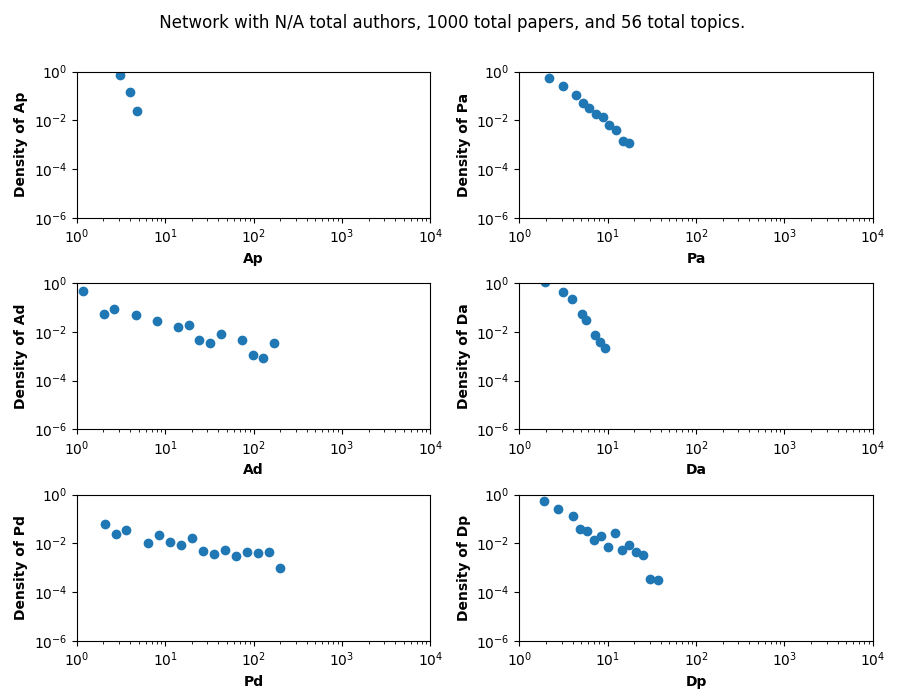 Network with N/A total authors, 1000 total papers, and 56 total topics.
Density of Ap
10^0
10^-2
10^-4
10^-6
10^0 10^1 10^2 10^3 10^4
Ap
Density of Pa
10^0
10^-2
10^-4
10^-6
10^0 10^1 10^2 10^3 10^4
Pa
Density of Ad
10^0
10^-2
10^-4
10^-6
10^0 10^1 10^2 10^3 10^4
Ad
Density of Da
10^0
10^-2
10^-4
10^-6
10^0 10^1 10^2 10^3 10^4
Da
Density of Pd
10^0
10^-2
10^-4
10^-6
10^0 10^1 10^2 10^3 10^4
Pd
Density of Dp
10^0
10^-2
10^-4
10^-6
10^0 10^1 10^2 10^3 10^4
Dp